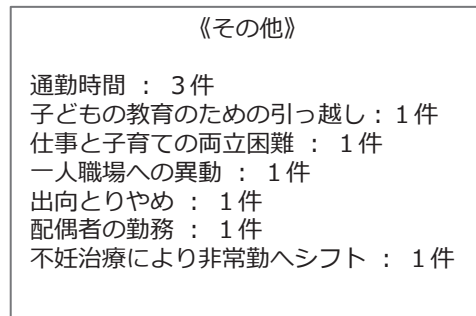 《その他》
通勤時間 : 3件
子どもの教育のための引っ越し : 1件
仕事と子育ての両立困難 : 1件
一人職場への異動 : 1件
出向とりやめ : 1件
配偶者の勤務 : 1件
不妊治療により非常勤へシフト : 1件